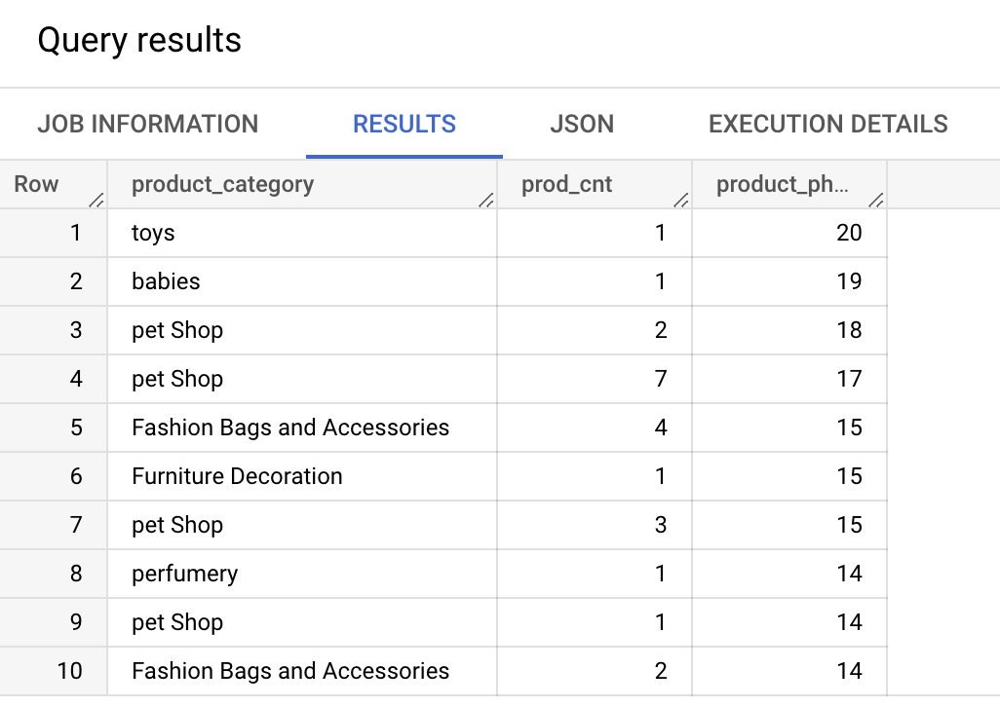 Query results
JOB INFORMATION RESULTS JSON EXECUTION DETAILS
Row product_category prod_cnt product_ph...
1 toys 1 20
2 babies 1 19
3 pet Shop 2 18
4 pet Shop 7 17
5 Fashion Bags and Accessories 4 15
6 Furniture Decoration 1 15
7 pet Shop 3 15
8 perfumery 1 14
9 pet Shop 1 14
10 Fashion Bags and Accessories 2 14